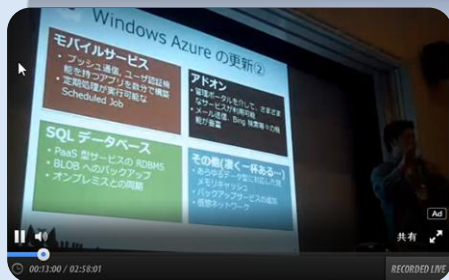 Windows Azure の更新②
モバイルサービス
• プッシュ通信, ユーザ認証機
能を持つアプリを数分で構築
• 定期処理が実行可能な
Scheduled Job
アドオン
• 管理ポータルを介して、さまざま
なサービスが利用可能
• メール送信、Bing 検索等々の機
能が豊富
SQL データベース
• PaaS 型サービスの RDBMS
• BLOB へのバックアップ
• オンプレミスとの同期
その他(凄く一杯ある…)
• あらゆるデータ型に対応した
メモリキャッシュ
• バックアップサービスの追加
• 仮想ネットワーク
Ad
共有
00:13:00 / 02:58:01
RECORDED LIVE